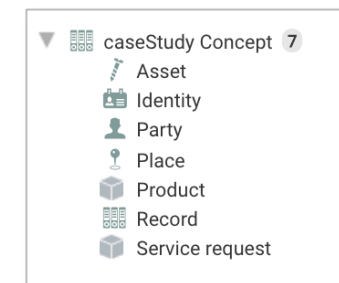 caseStudy Concept 7
Asset
Identity
Party
Place
Product
Record
Service request